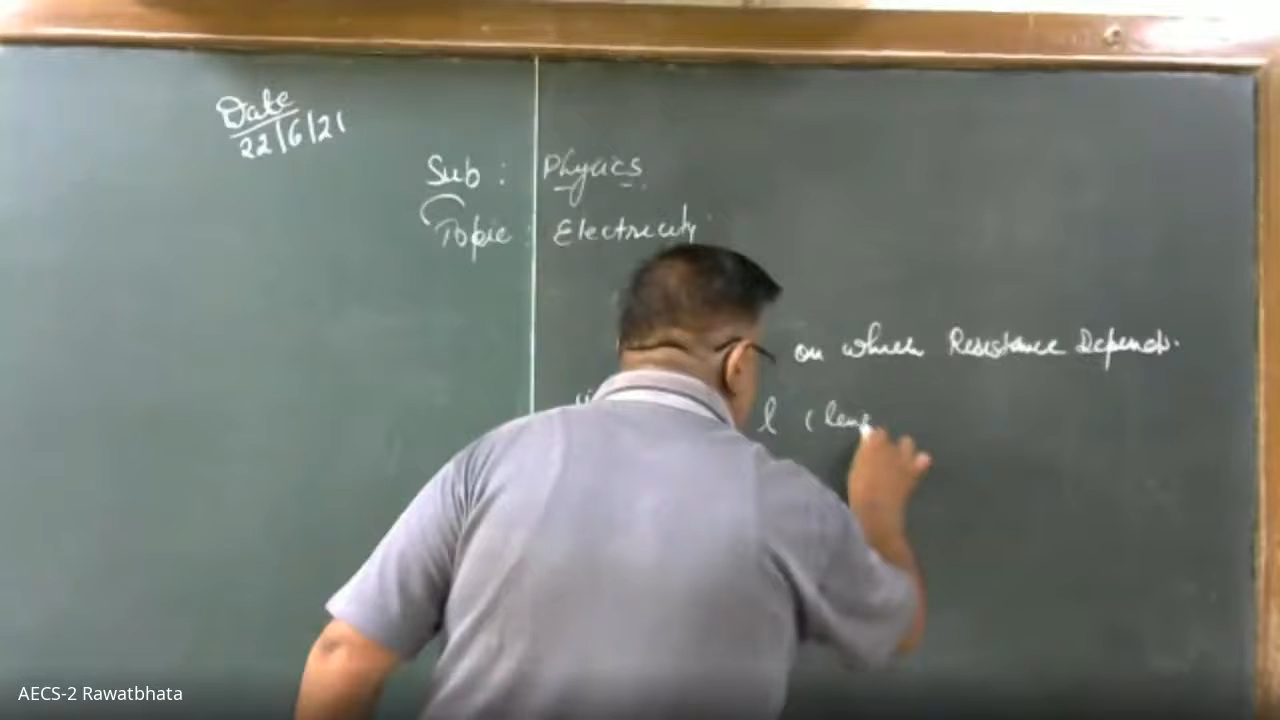 Date
22/6/21
Sub : Physics
Topic : Electricity
on which Resistance Depends.
l (leng
AECS-2 Rawatbhata